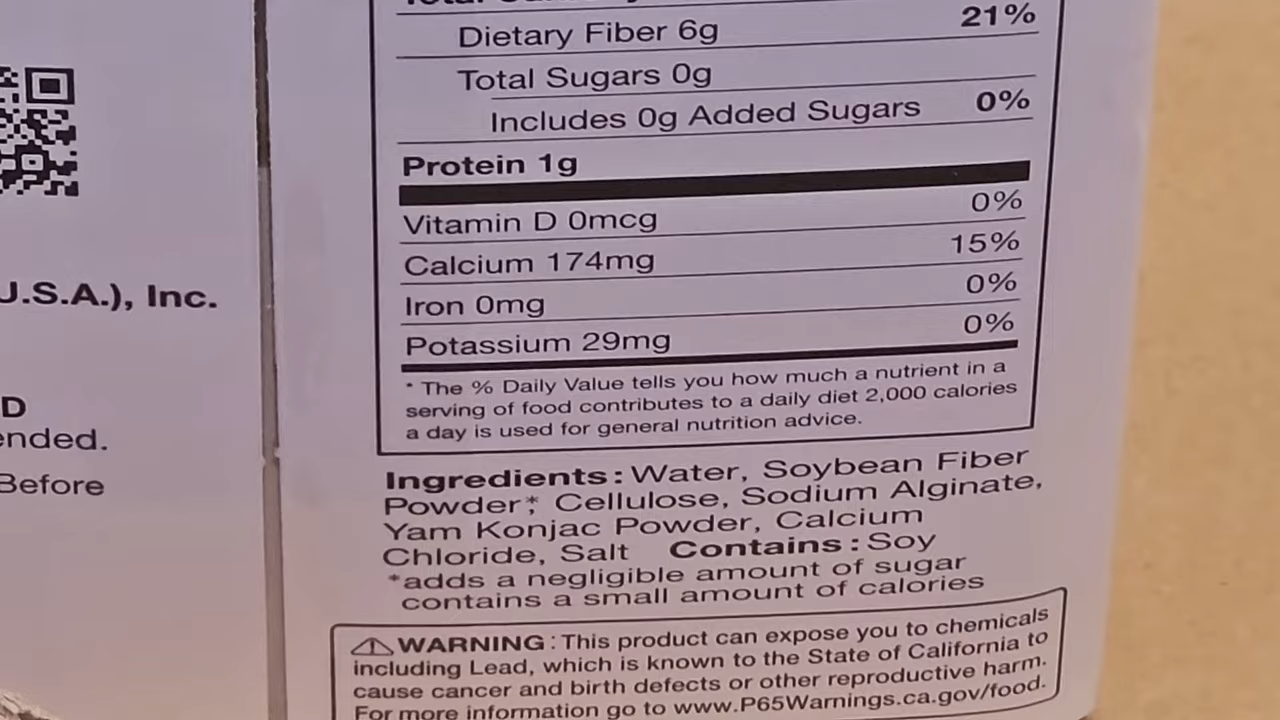 Dietary Fiber 6g 21%
Total Sugars 0g
Includes 0g Added Sugars 0%
Protein 1g
Vitamin D 0mcg 0%
Calcium 174mg 15%
Iron 0mg 0%
Potassium 29mg 0%
* The % Daily Value tells you how much a nutrient in a
serving of food contributes to a daily diet 2,000 calories
a day is used for general nutrition advice.
Ingredients: Water, Soybean Fiber
Powder*, Cellulose, Sodium Alginate,
Yam Konjac Powder, Calcium
Chloride, Salt Contains: Soy
*adds a negligible amount of sugar
contains a small amount of calories
⚠ WARNING: This product can expose you to chemicals
including Lead, which is known to the State of California to
cause cancer and birth defects or other reproductive harm.
For more information go to www.P65Warnings.ca.gov/food.
U.S.A.), Inc.
D
ended.
Before